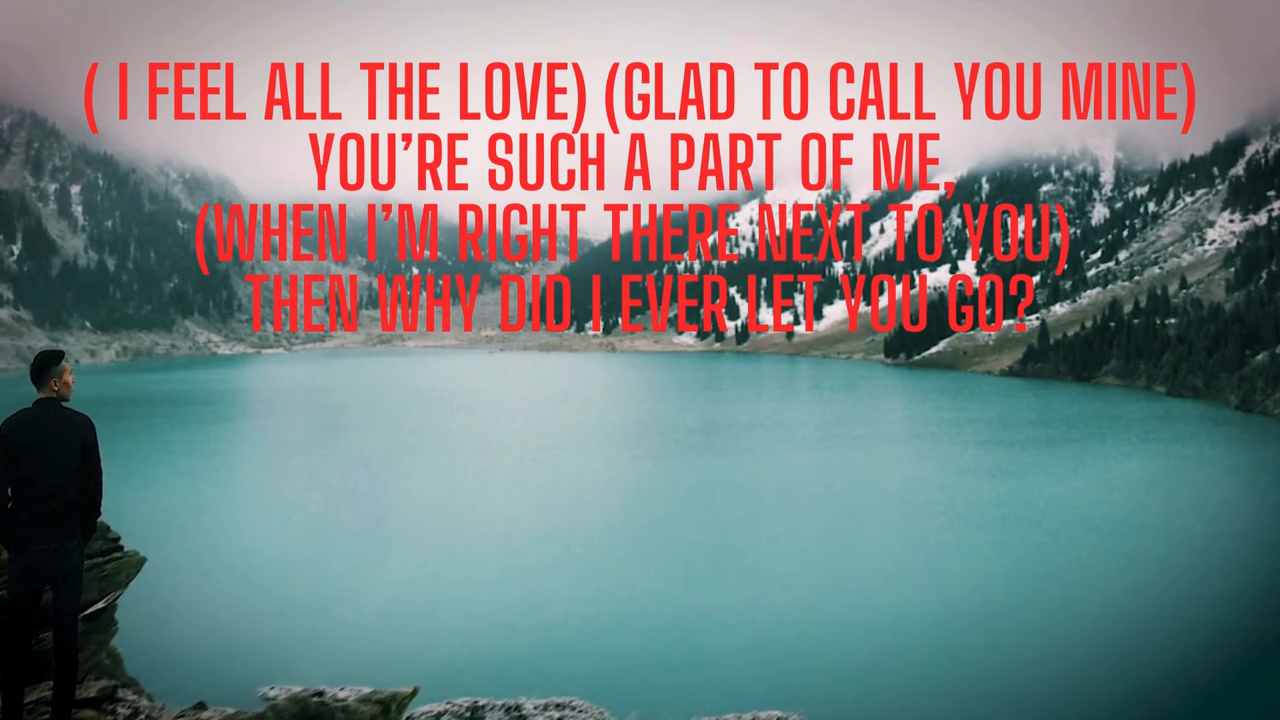 ( I FEEL ALL THE LOVE) (GLAD TO CALL YOU MINE)
YOU’RE SUCH A PART OF ME,
(WHEN I’M RIGHT THERE NEXT TO YOU)
THEN WHY DID I EVER LET YOU GO?